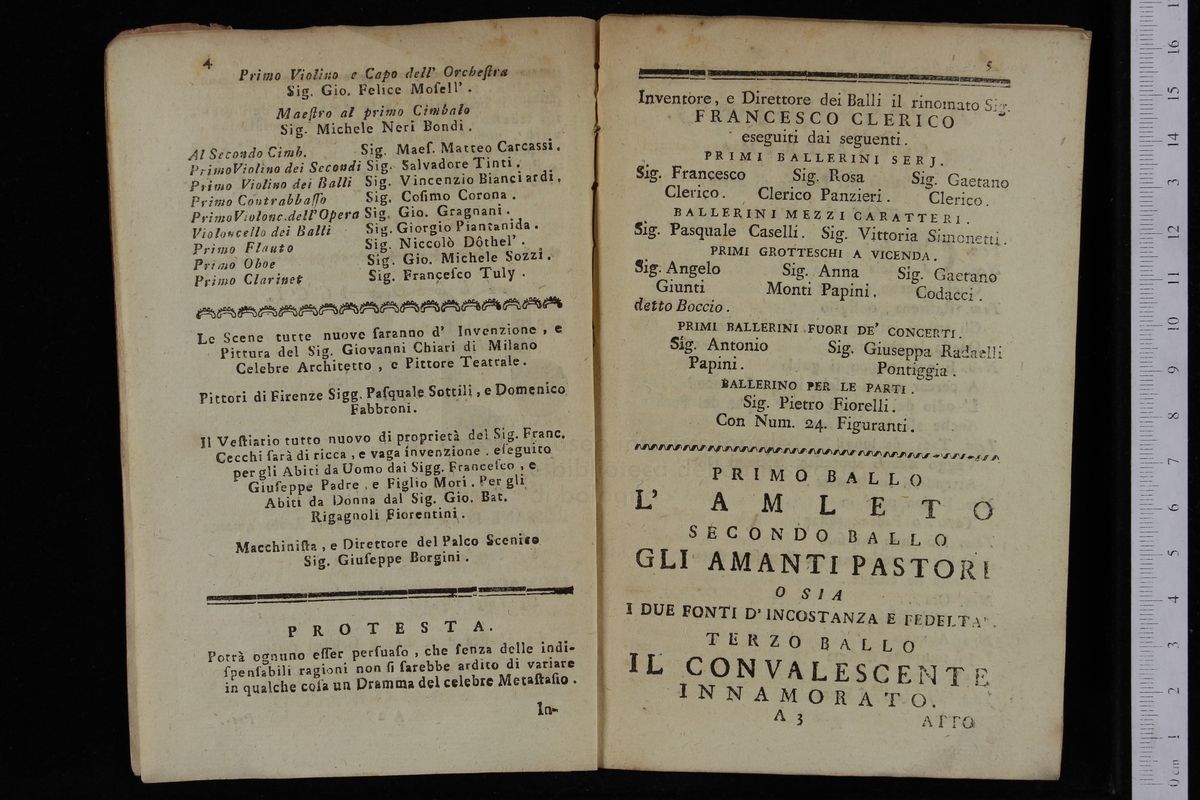 4
Primo Violino e Capo dell' Orcheſtra
Sig. Gio. Felice Moſell'.
Maeſtro al primo Cimbalo
Sig. Michele Neri Bondi.
Al Secondo Cimb. Sig. Maeſ. Matteo Carcassi.
Primo Violino dei Secondi Sig. Salvadore Tinti.
Primo Violino dei Balli Sig. Vincenzio Bianciardi.
Primo Contrabbaſſo Sig. Coſimo Corona.
Primo Violonc. dell' Opera Sig. Gio. Gragnani.
Violoncello dei Balli Sig. Giorgio Piantanida.
Primo Flauto Sig. Niccolò Dôthel'.
Primo Oboe Sig. Gio. Michele Sozzi.
Primo Clarinet Sig. Franceſco Tuly.
Le Scene tutte nuove ſaranno d' Invenzione, e
Pittura del Sig. Giovanni Chiari di Milano
Celebre Architetto, e Pittore Teatrale.
Pittori di Firenze Sigg. Paſquale Sottili, e Domenico
Fabbroni.
Il Veſtiatio tutto nuovo di proprietà del Sig. Franc.
Cecchi ſarà di ricca, e vaga invenzione. eſeguito
per gli Abiti da Uomo dai Sigg. Franceſco, e
Giuſeppe Padre, e Figlio Mori. Per gli
Abiti da Donna dal Sig. Gio. Bat.
Rigagnoli Fiorentini.
Macchiniſta, e Direttore del Palco Scenico
Sig. Giuſeppe Borgini.
PROTESTA.
Potrà ognuno eſſer perſuaſo, che ſenza delle indi-
ſpenſabili ragioni non ſi ſarebbe ardito di variare
in qualche coſa un Dramma del celebre Metaſtaſio.
In-
5
Inventore, e Direttore dei Balli il rinomato Sig.
FRANCESCO CLERICO
eseguiti dai seguenti.
PRIMI BALLERINI SERJ.
Sig. Francesco Sig. Rosa Sig. Gaetano
Clerico. Clerico Panzieri. Clerico.
BALLERINI MEZZI CARATTERI.
Sig. Pasquale Caselli. Sig. Vittoria Simonetti.
PRIMI GROTTESCHI A VICENDA.
Sig. Angelo Sig. Anna Sig. Gaetano
Giunti Monti Papini. Codacci.
detto Boccio.
PRIMI BALLERINI FUORI DE' CONCERTI.
Sig. Antonio Sig. Giuseppa Radaelli
Papini. Pontiggia.
BALLERINO PER LE PARTI.
Sig. Pietro Fiorelli.
Con Num. 24. Figuranti.
PRIMO BALLO
L' AMLETO
SECONDO BALLO
GLI AMANTI PASTORI
O SIA
I DUE FONTI D' INCOSTANZA E FEDELTA'.
TERZO BALLO
IL CONVALESCENTE
INNAMORATO.
A 3 ATTO